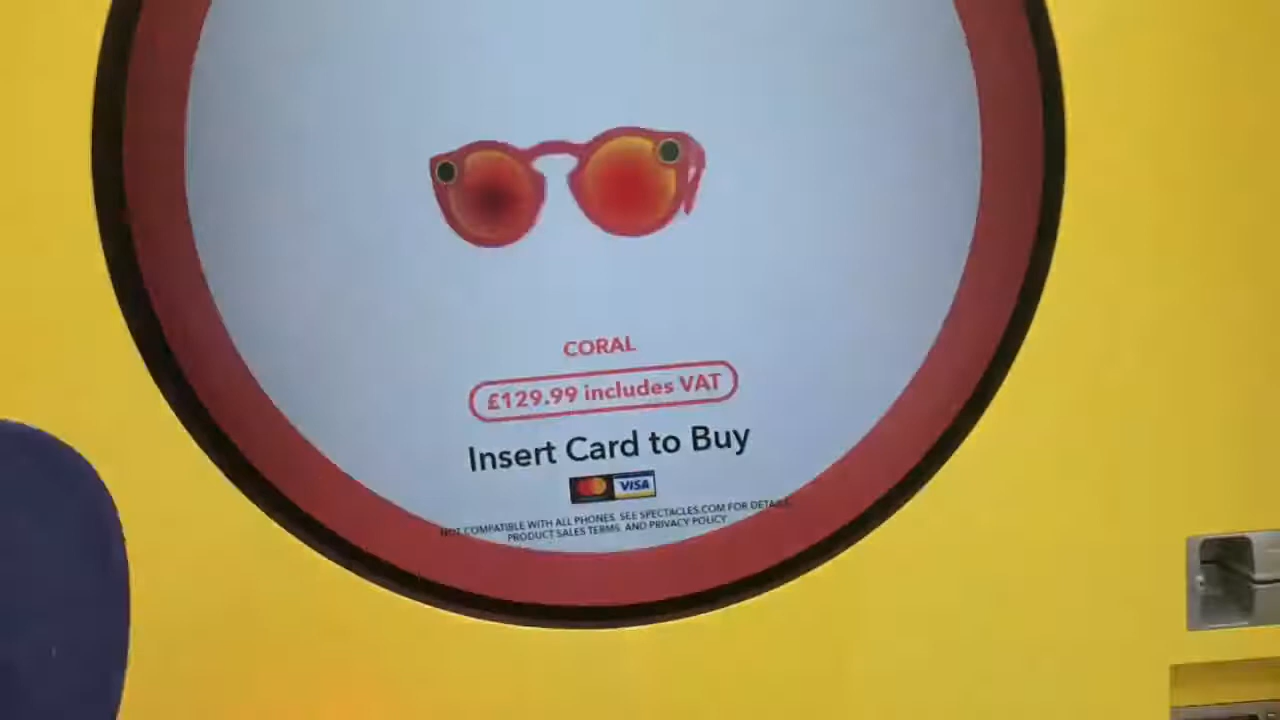 CORAL
£129.99 includes VAT
Insert Card to Buy
VISA
NOT COMPATIBLE WITH ALL PHONES. SEE SPECTACLES.COM FOR DETAILS,
PRODUCT SALES TERMS, AND PRIVACY POLICY